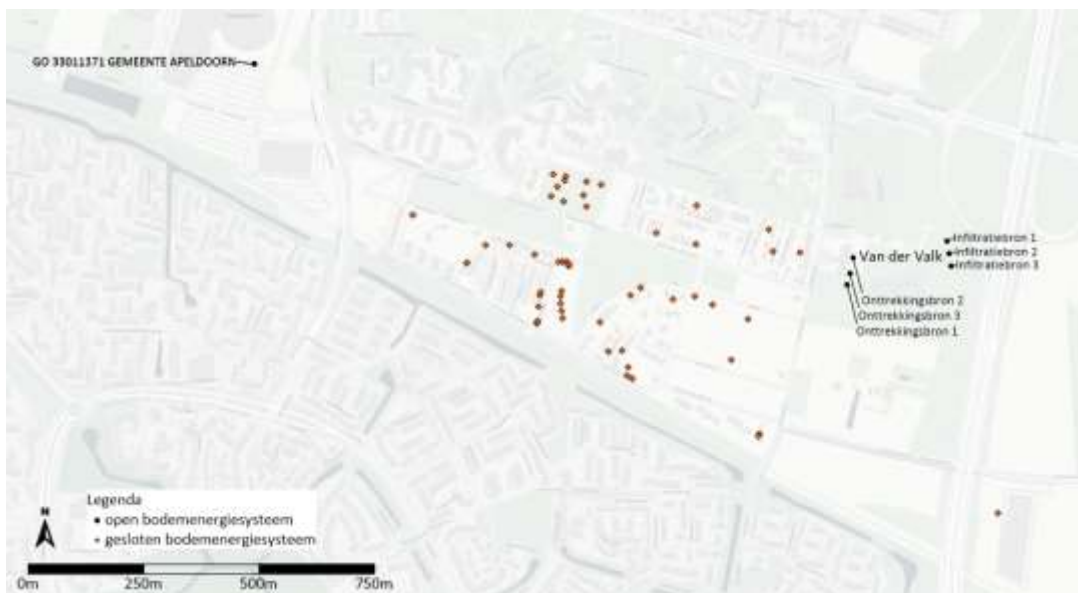 GO 33011371 GEMEENTE APELDOORN
Infiltratiebron 1
Van der Valk
Infiltratiebron 2
Infiltratiebron 3
Onttrekkingsbron 2
Onttrekkingsbron 3
Onttrekkingsbron 1
Legenda
open bodemenergiesysteem
gesloten bodemenergiesysteem
N
0m 250m 500m 750m